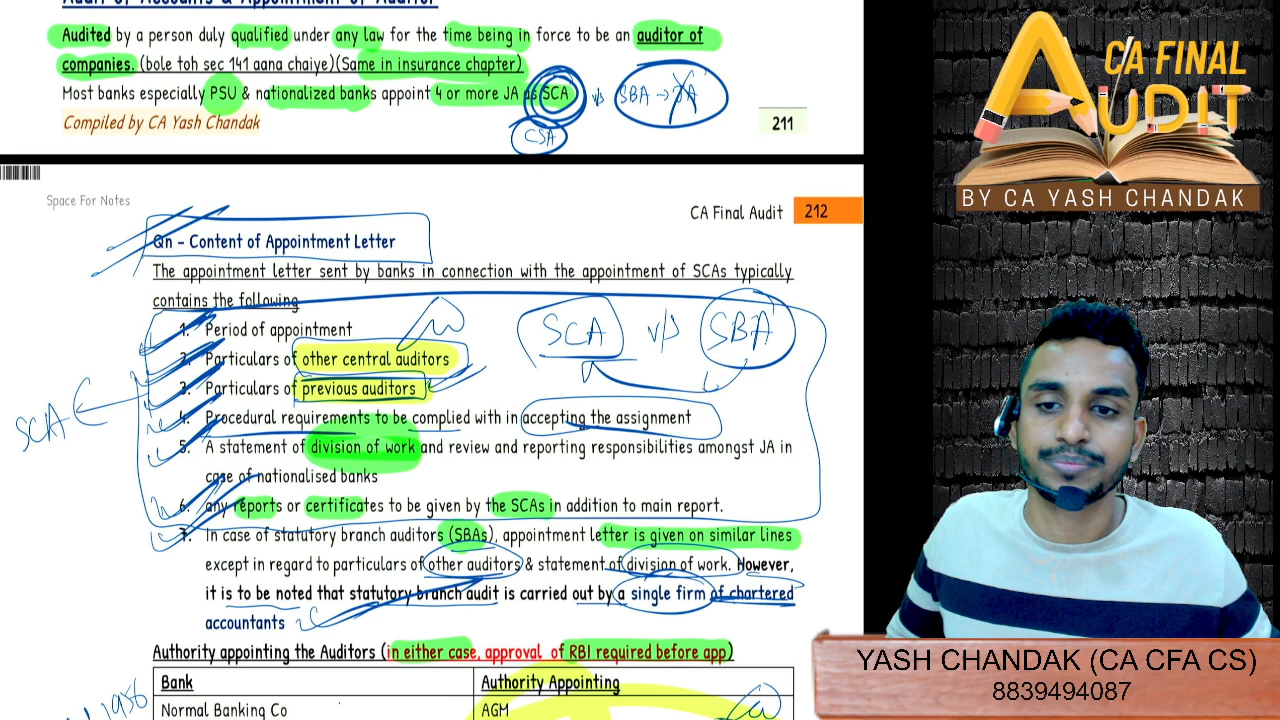 Audit of Accounts & Appointment of Auditor
Audited by a person duly qualified under any law for the time being in force to be an auditor of
companies. (bole toh sec 141 aana chaiye)(Same in insurance chapter)
Most banks especially PSU & nationalized banks appoint 4 or more JA as SCA v/s SBA → JA
CSA
Compiled by CA Yash Chandak
211
Space For Notes
CA Final Audit 212
Qn - Content of Appointment Letter
The appointment letter sent by banks in connection with the appointment of SCAs typically
contains the following
1. Period of appointment
SCA v/s SBA
2. Particulars of other central auditors
3. Particulars of previous auditors
SCA
4. Procedural requirements to be complied with in accepting the assignment
5. A statement of division of work and review and reporting responsibilities amongst JA in
case of nationalised banks
6. any reports or certificates to be given by the SCAs in addition to main report.
7. In case of statutory branch auditors (SBAs), appointment letter is given on similar lines
except in regard to particulars of other auditors & statement of division of work. However,
it is to be noted that statutory branch audit is carried out by a single firm of chartered
accountants
Authority appointing the Auditors (in either case, approval of RBI required before app)
Bank Authority Appointing
Normal Banking Co AGM
1956
CA FINAL
AUDIT
BY CA YASH CHANDAK
YASH CHANDAK (CA CFA CS)
8839494087